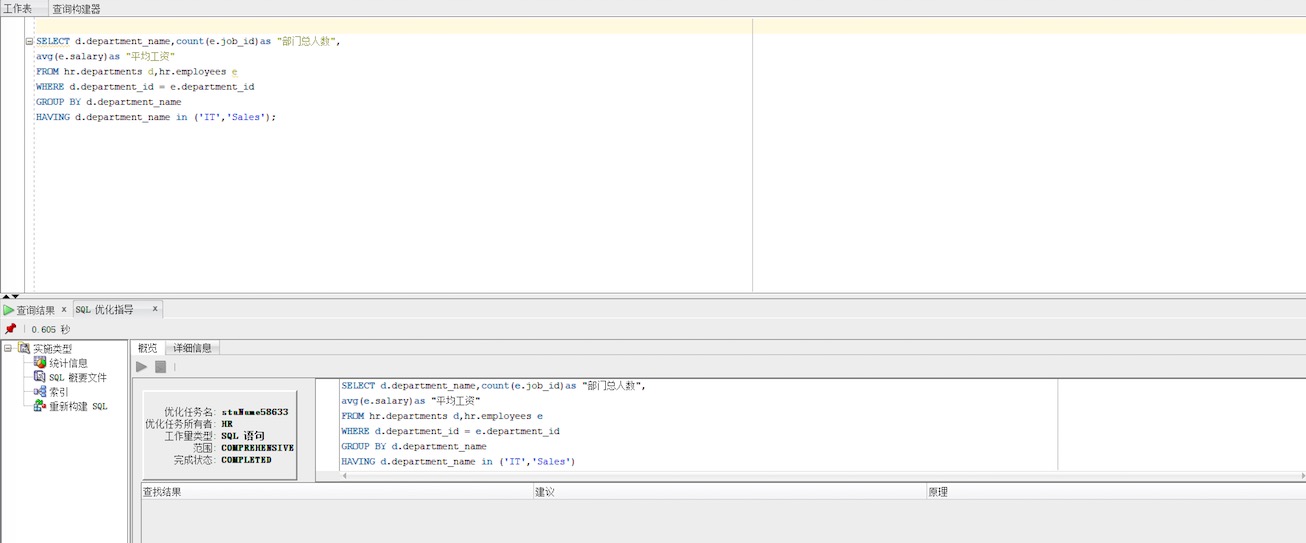 工作表 查询构建器
SELECT d.department_name,count(e.job_id)as "部门总人数",
avg(e.salary)as "平均工资"
FROM hr.departments d,hr.employees e
WHERE d.department_id = e.department_id
GROUP BY d.department_name
HAVING d.department_name in ('IT','Sales');
查询结果 x SQL 优化指导 x
0.605 秒
实施类型
统计信息
SQL 概要文件
索引
重新构建 SQL
概览 详细信息
优化任务名: staName58633
优化任务所有者: HR
工作量类型: SQL 语句
范围: COMPREHENSIVE
完成状态: COMPLETED
SELECT d.department_name,count(e.job_id)as "部门总人数",
avg(e.salary)as "平均工资"
FROM hr.departments d,hr.employees e
WHERE d.department_id = e.department_id
GROUP BY d.department_name
HAVING d.department_name in ('IT','Sales')
查找结果 建议 原理